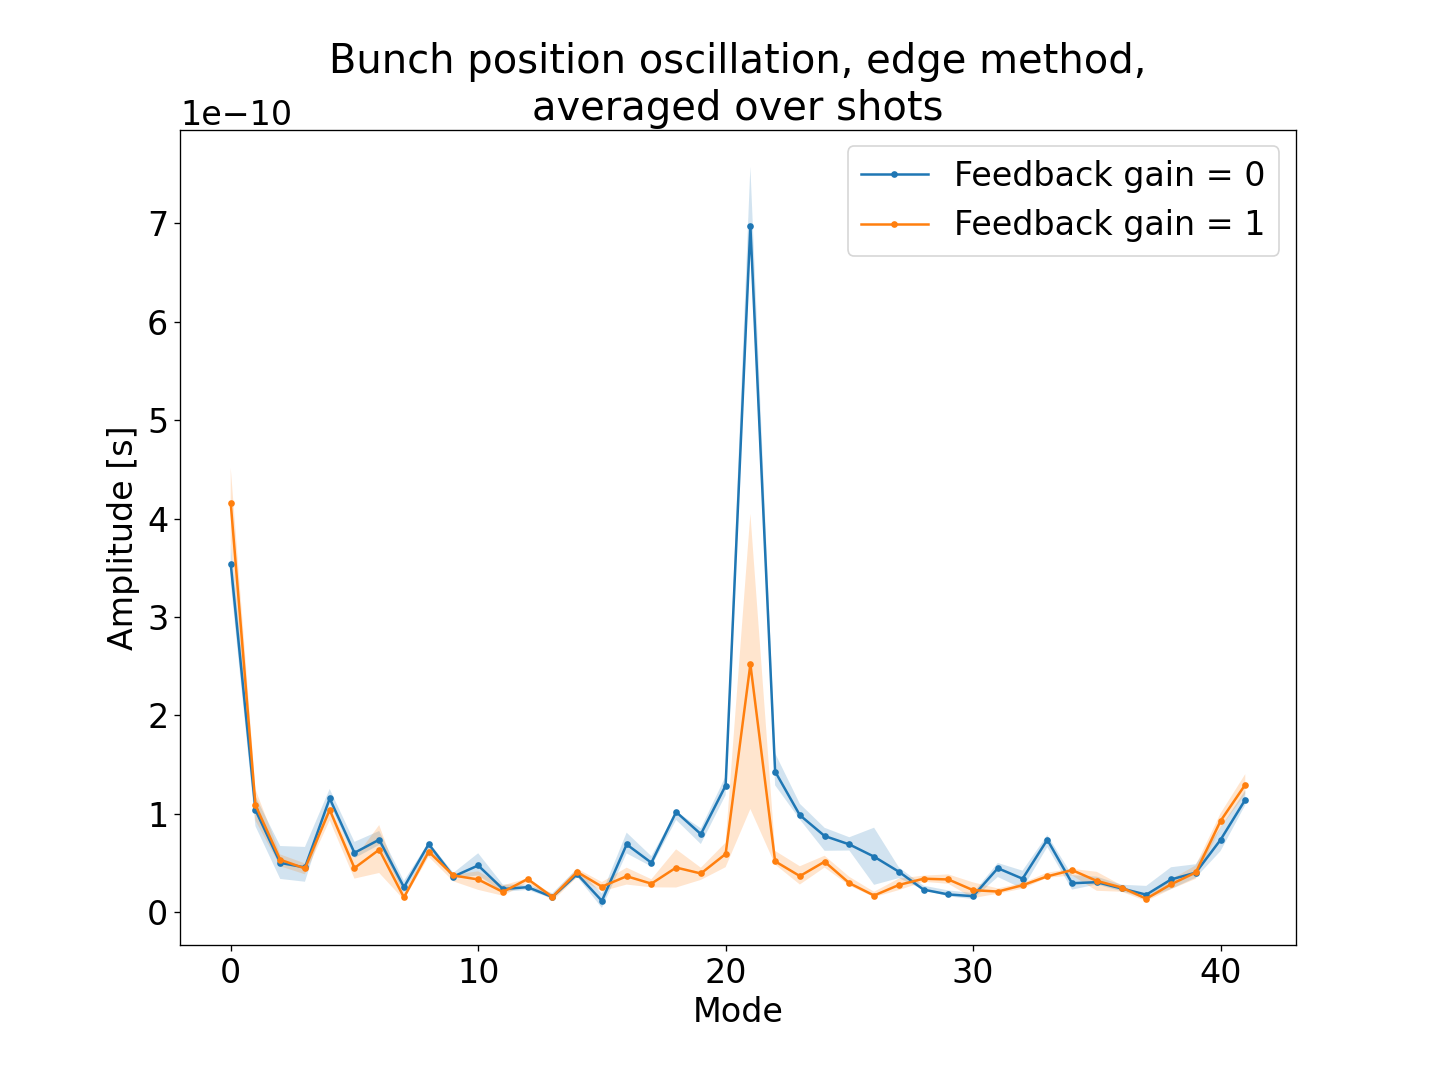 Bunch position oscillation, edge method,
averaged over shots
1e−10
Feedback gain = 0
Feedback gain = 1
7
6
5
4
3
2
1
0
Amplitude [s]
0 10 20 30 40
Mode